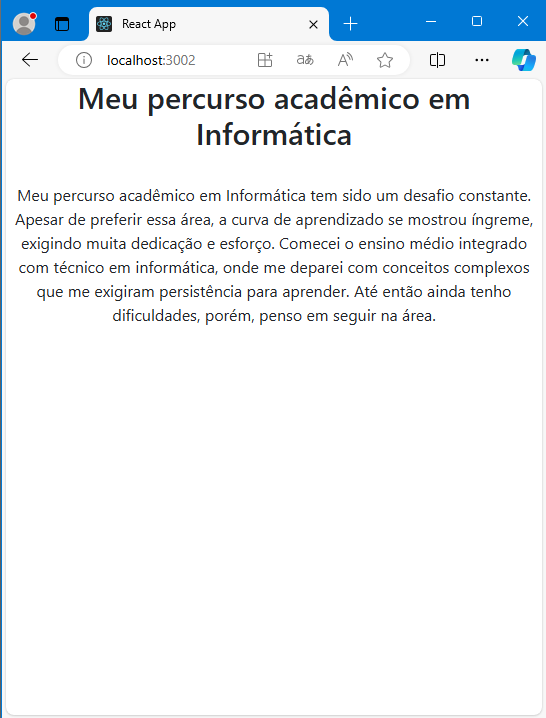 React App
localhost:3002
Meu percurso acadêmico em
Informática
Meu percurso acadêmico em Informática tem sido um desafio constante.
Apesar de preferir essa área, a curva de aprendizado se mostrou íngreme,
exigindo muita dedicação e esforço. Comecei o ensino médio integrado
com técnico em informática, onde me deparei com conceitos complexos
que me exigiram persistência para aprender. Até então ainda tenho
dificuldades, porém, penso em seguir na área.